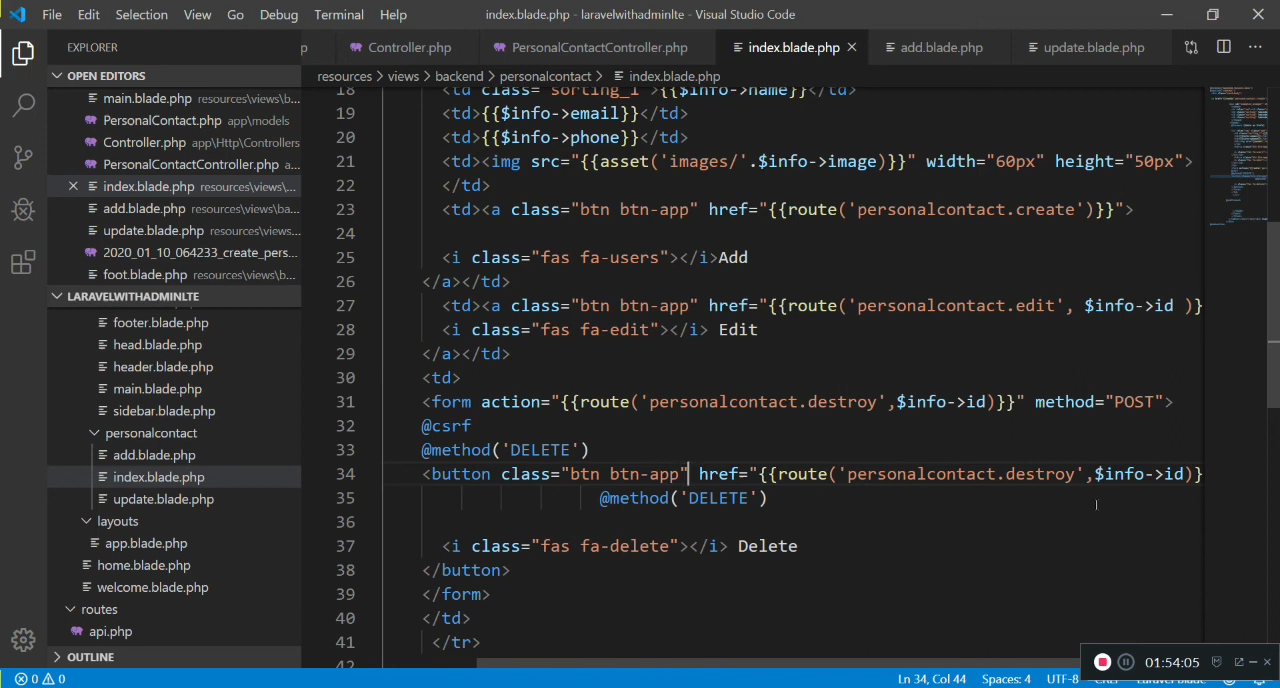 File Edit Selection View Go Debug Terminal Help index.blade.php - laravelwithadminlte - Visual Studio Code
EXPLORER
p Controller.php PersonalContactController.php index.blade.php add.blade.php update.blade.php
OPEN EDITORS
resources > views > backend > personalcontact > index.blade.php
main.blade.php resources\views\b...
PersonalContact.php app\models
Controller.php app\Http\Controllers
PersonalContactController.php a...
index.blade.php resources\views\...
add.blade.php resources\views\ba...
update.blade.php resources\views...
2020_01_10_064233_create_pers...
foot.blade.php resources\views\b...
LARAVELWITHADMINLTE
footer.blade.php
head.blade.php
header.blade.php
main.blade.php
sidebar.blade.php
personalcontact
add.blade.php
index.blade.php
update.blade.php
layouts
app.blade.php
home.blade.php
welcome.blade.php
routes
api.php
OUTLINE
18 <td class="sorting_1">{{$info->name}}</td>
19 <td>{{$info->email}}</td>
20 <td>{{$info->phone}}</td>
21 <td><img src="{{asset('images/'.$info->image)}}" width="60px" height="50px">
22 </td>
23 <td><a class="btn btn-app" href="{{route('personalcontact.create')}}">
24
25 <i class="fas fa-users"></i>Add
26 </a></td>
27 <td><a class="btn btn-app" href="{{route('personalcontact.edit', $info->id )}
28 <i class="fas fa-edit"></i> Edit
29 </a></td>
30 <td>
31 <form action="{{route('personalcontact.destroy',$info->id)}}" method="POST">
32 @csrf
33 @method('DELETE')
34 <button class="btn btn-app" href="{{route('personalcontact.destroy',$info->id)}
35 @method('DELETE')
36
37 <i class="fas fa-delete"></i> Delete
38 </button>
39 </form>
40 </td>
41 </tr>
42
01:54:05
0 0 Ln 34, Col 44 Spaces: 4 UTF-8